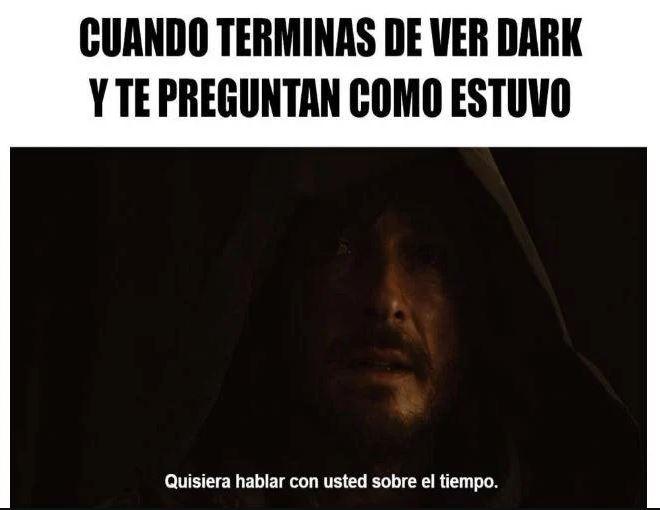 CUANDO TERMINAS DE VER DARK
Y TE PREGUNTAN COMO ESTUVO
Quisiera hablar con usted sobre el tiempo.